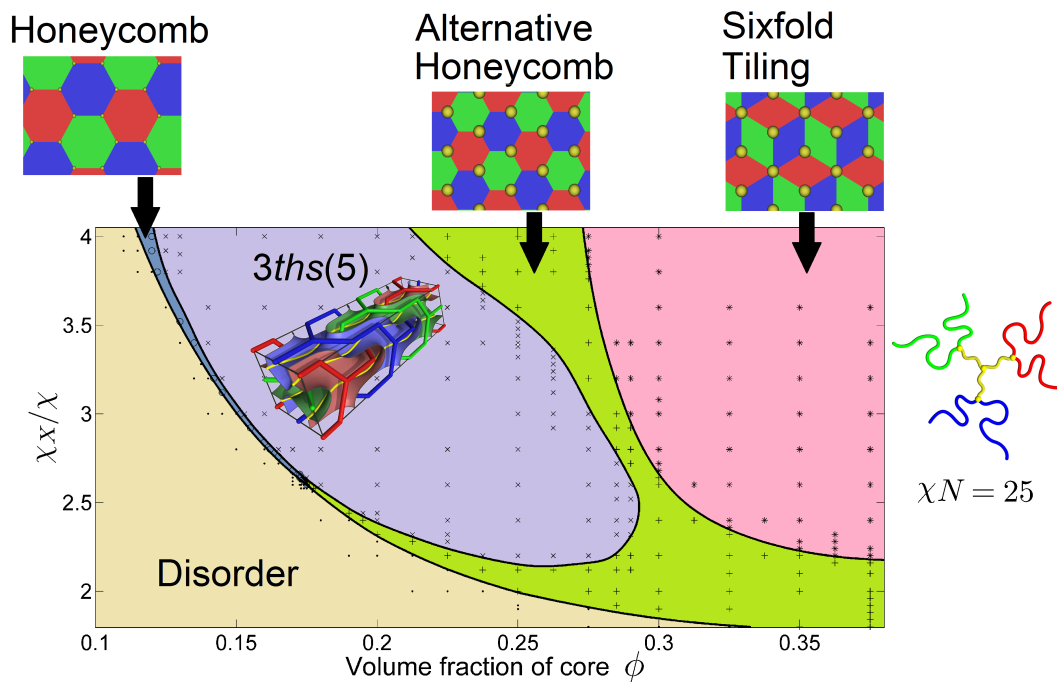 Honeycomb
Alternative
Honeycomb
Sixfold
Tiling
3ths(5)
Disorder
4
3.5
3
2.5
2
χx/χ
0.1
0.15
0.2
0.25
0.3
0.35
Volume fraction of core ϕ
χN = 25